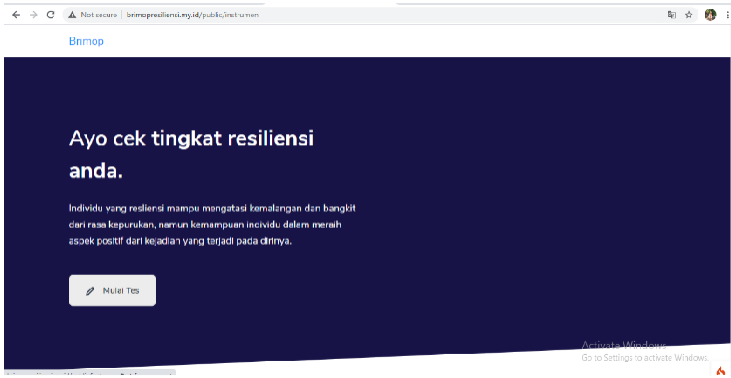 Not secure | brimopresiliensi.my.id/public/instrumen
Brimop
Ayo cek tingkat resiliensi
anda.
Individu yang resliensi mampu mengatasi kemalangan dan bangkit
dari rasa kepurukan, namun kemampuan individu dalam meraih
aspek positif dari kejadian yang terjadi pada dirinya.
Mulai Tes
Activate Windows
Go to Settings to activate Windows.